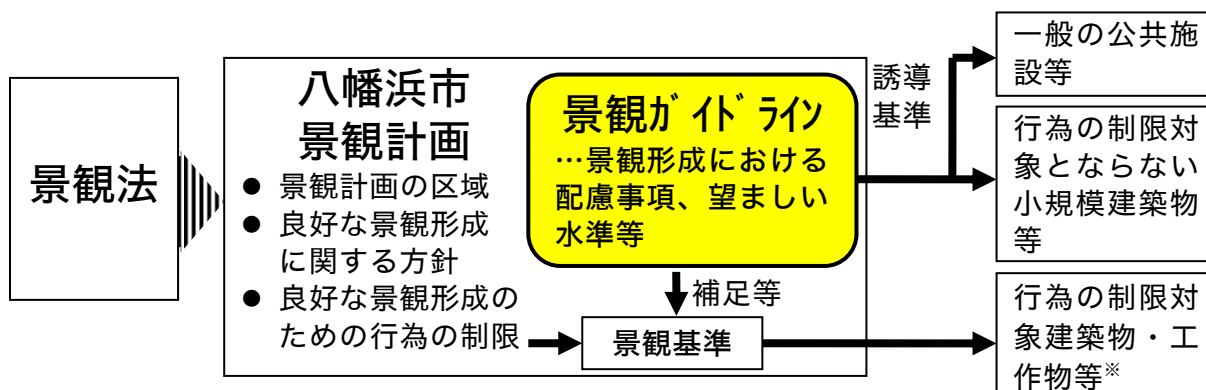 景観法
八幡浜市
景観計画
● 景観計画の区域
● 良好な景観形成
に関する方針
● 良好な景観形成の
ための行為の制限
景観ｶﾞｲﾄﾞﾗｲﾝ
…景観形成における
配慮事項、望ましい
水準等
補足等
景観基準
誘導
基準
一般の公共施
設等
行為の制限対
象とならない
小規模建築物
等
行為の制限対
象建築物・工
作物等※